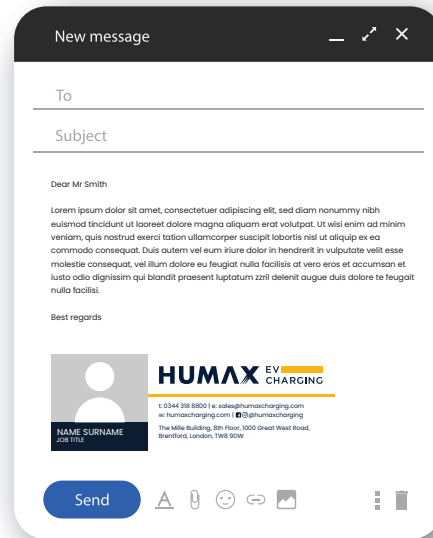 New message
To
Subject
Dear Mr Smith
Lorem ipsum dolor sit amet, consectetuer adipiscing elit, sed diam nonummy nibh
euismod tincidunt ut laoreet dolore magna aliquam erat volutpat. Ut wisi enim ad minim
veniam, quis nostrud exerci tation ullamcorper suscipit lobortis nisl ut aliquip ex ea
commodo consequat. Duis autem vel eum iriure dolor in hendrerit in vulputate velit esse
molestie consequat, vel illum dolore eu feugiat nulla facilisis at vero eros et accumsan et
iusto odio dignissim qui blandit praesent luptatum zzril delenit augue duis dolore te feugait
nulla facilisi.
Best regards
HUMAX EV CHARGING
t: 0344 318 8800 | e: sales@humaxcharging.com
w: humaxcharging.com | @humaxcharging
The Mille Building, 8th Floor, 1000 Great West Road,
Brentford, London, TW8 9DW
NAME SURNAME
JOB TITLE
Send